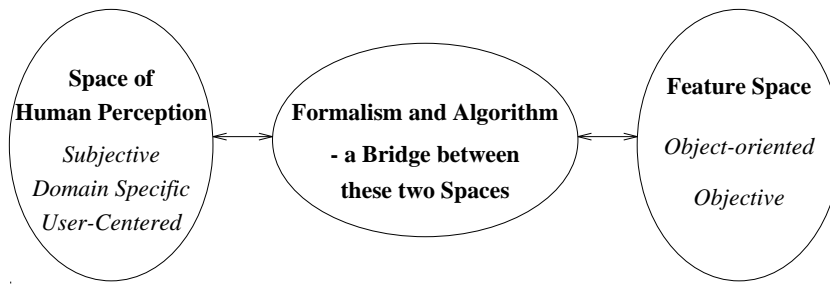 Space of
Human Perception
Subjective
Domain Specific
User-Centered
Formalism and Algorithm
- a Bridge between
these two Spaces
Feature Space
Object-oriented
Objective